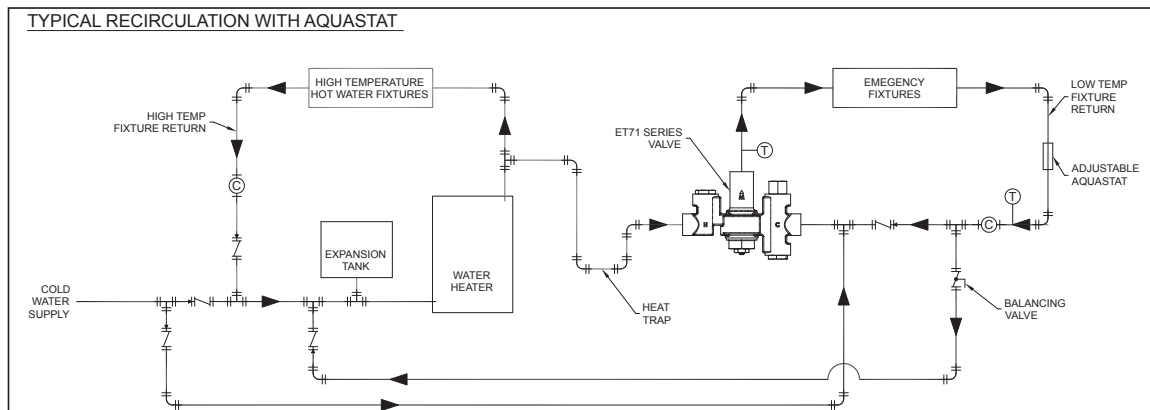 TYPICAL RECIRCULATION WITH AQUASTAT
HIGH TEMPERATURE
HOT WATER FIXTURES
EMEGENCY
FIXTURES
LOW TEMP
FIXTURE
RETURN
HIGH TEMP
FIXTURE RETURN
ET71 SERIES
VALVE
T
ADJUSTABLE
AQUASTAT
C
T
H
C
C
EXPANSION
TANK
WATER
HEATER
COLD
WATER
SUPPLY
HEAT
TRAP
BALANCING
VALVE